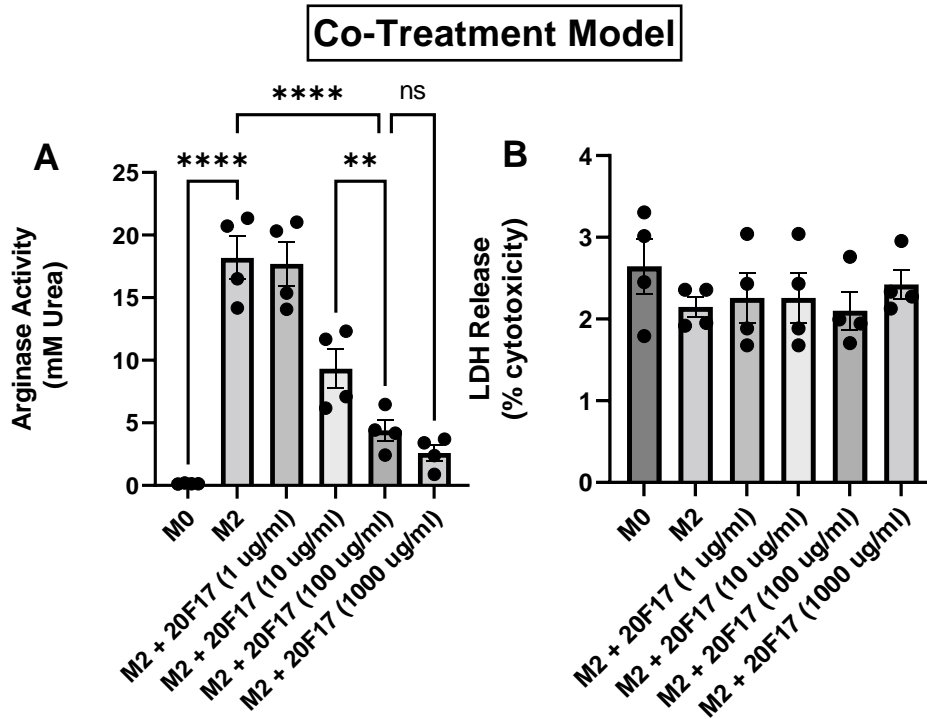 Co-Treatment Model
A
****
****
**
ns
Arginase Activity
(mM Urea)
25
20
15
10
5
0
M0
M2
M2 + 20F17 (1 ug/ml)
M2 + 20F17 (10 ug/ml)
M2 + 20F17 (100 ug/ml)
M2 + 20F17 (1000 ug/ml)
B
LDH Release
(% cytotoxicity)
4
3
2
1
0
M0
M2
M2 + 20F17 (1 ug/ml)
M2 + 20F17 (10 ug/ml)
M2 + 20F17 (100 ug/ml)
M2 + 20F17 (1000 ug/ml)